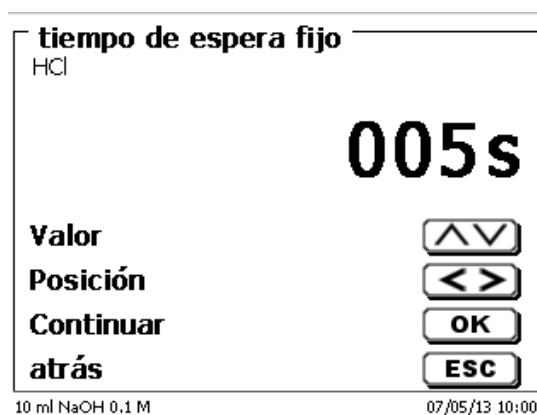 tiempo de espera fijo
HCl
005s
Valor
Posición
< >
Continuar OK
atrás ESC
10 ml NaOH 0.1 M 07/05/13 10:00